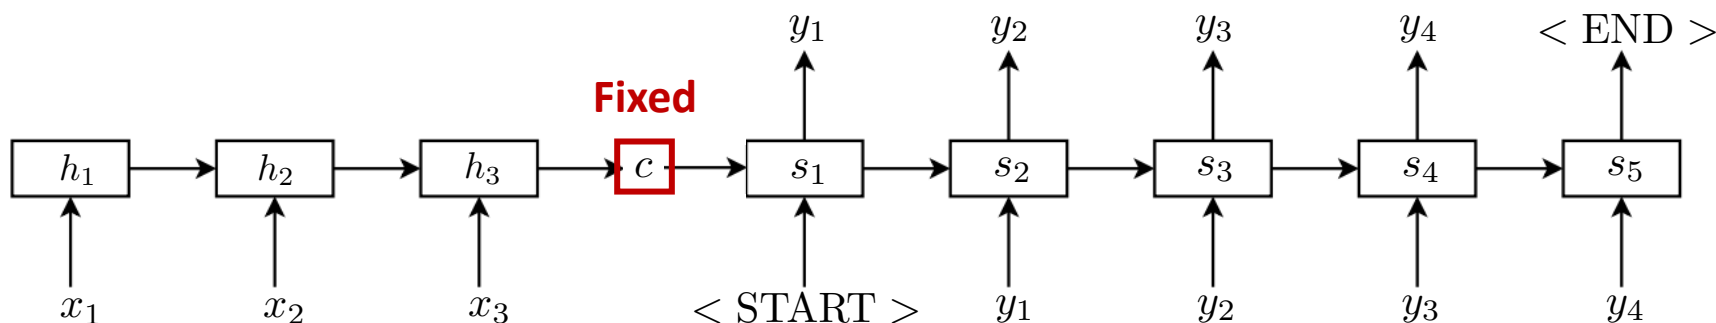 y₁ y₂ y₃ y₄ < END >
Fixed
h₁ h₂ h₃ c s₁ s₂ s₃ s₄ s₅
x₁ x₂ x₃ < START > y₁ y₂ y₃ y₄